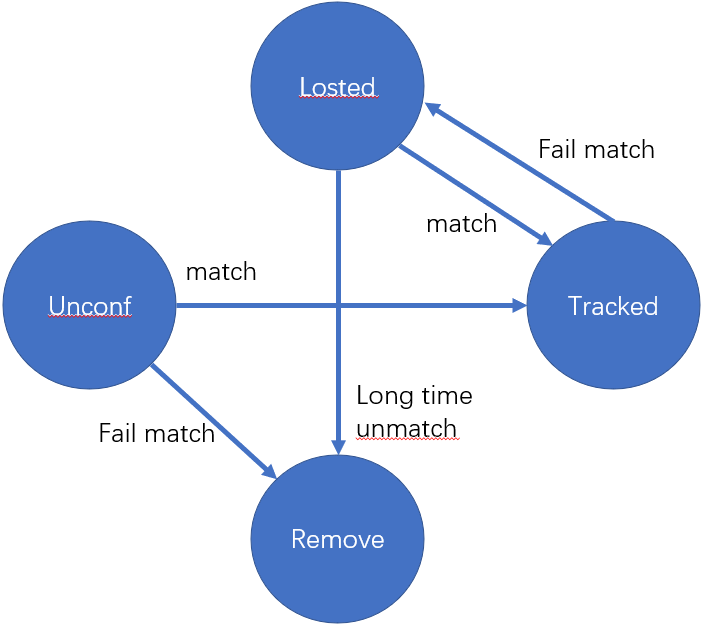 Losted
Fail match
match
match
Unconf
Tracked
Long time
unmatch
Fail match
Remove